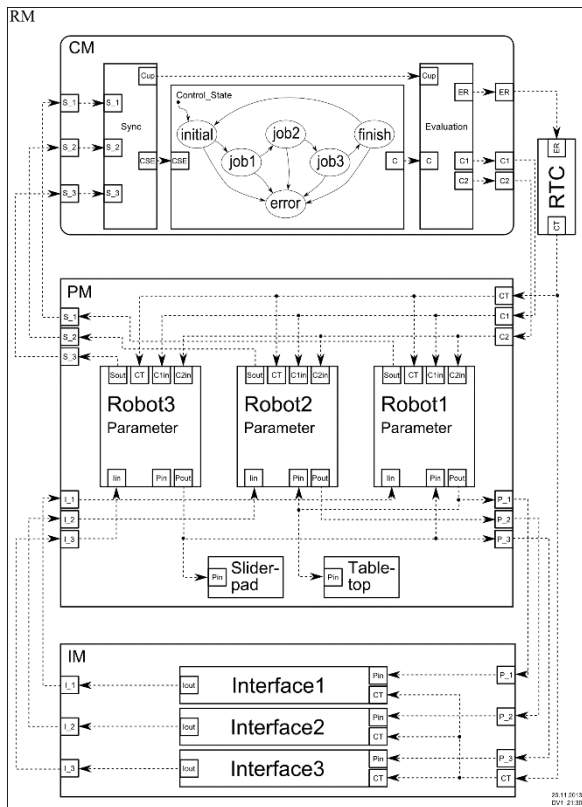 RM
CM
Cup
Cup
Control_State
ER
ER
S_1
S_1
Sync
initial
job2
finish
Evaluation
ER
S_2
S_2
CSE
CSE
job1
job3
C
C
C1
C1
C2
C2
RTC
S_3
S_3
error
CT
PM
CT
S_1
C1
S_2
C2
S_3
Sout
CT
C1in
C2in
Sout
CT
C1in
C2in
Sout
CT
C1in
C2in
Robot3
Robot2
Robot1
Parameter
Parameter
Parameter
Iin
Pin
Pout
Iin
Pin
Pout
Iin
Pin
Pout
I_1
P_1
I_2
P_2
I_3
P_3
Pin
Slider-
pad
Pin
Table-
top
IM
I_1
Iout
Interface1
Pin
P_1
CT
I_2
Iout
Interface2
Pin
P_2
CT
I_3
Iout
Interface3
Pin
P_3
CT
CT